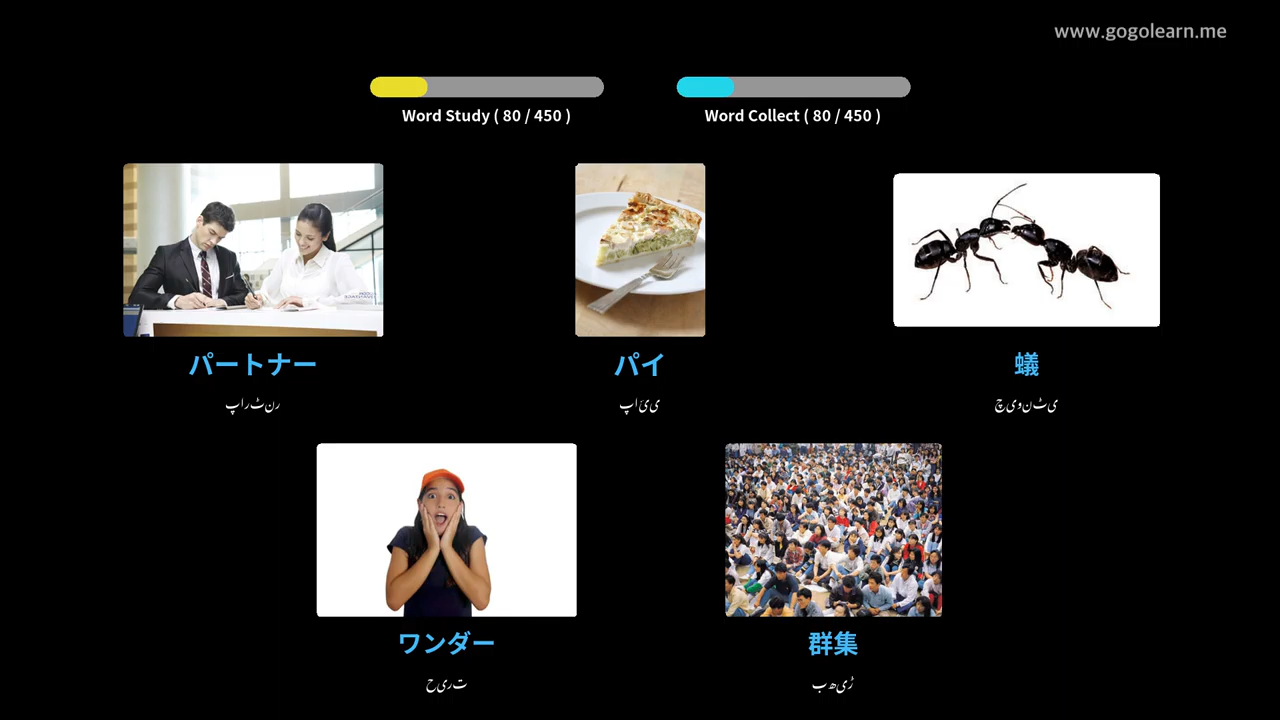 www.gogolearn.me
Word Study ( 80 / 450 )
Word Collect ( 80 / 450 )
パートナー
پارٹنر
パイ
پائی
蟻
چیونٹی
ワンダー
حیرت
群集
بھیڑ